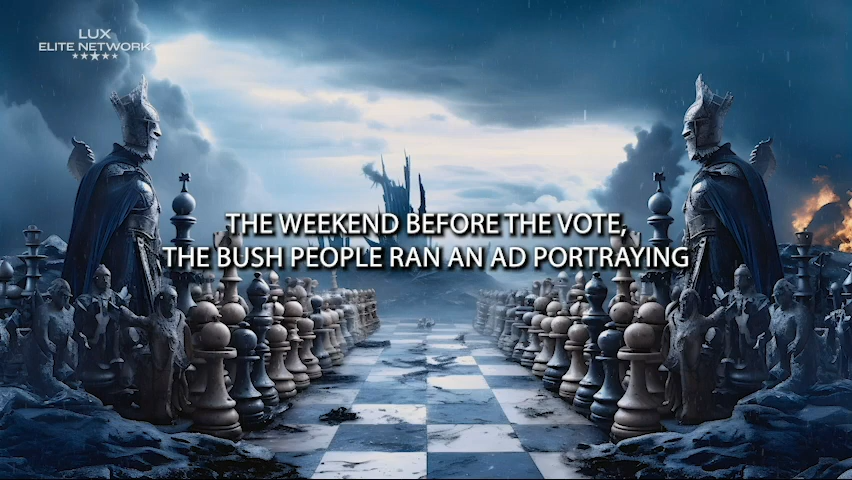 LUX
ELITE NETWORK
THE WEEKEND BEFORE THE VOTE,
THE BUSH PEOPLE RAN AN AD PORTRAYING